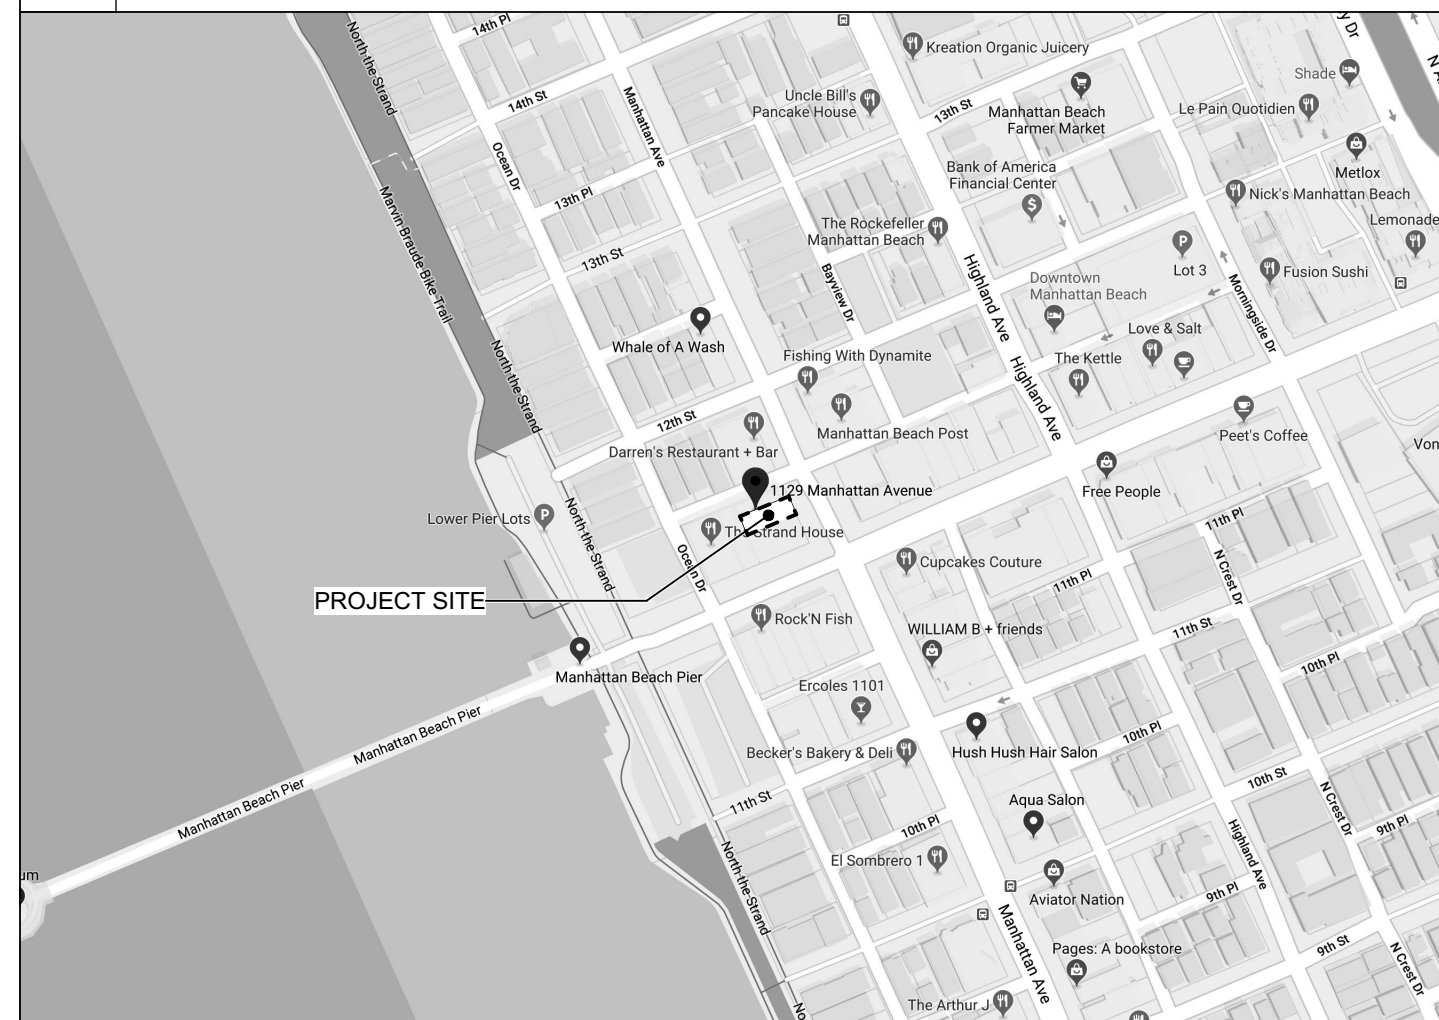 14th Pl
North the Strand
Kreation Organic Juicery
Shade
14th St
Manhattan Ave
Uncle Bill's
Pancake House
13th St
Manhattan Beach
Farmer Market
Le Pain Quotidien
Ocean Dr
Bank of America
Financial Center
Metlox
13th Pl
Marvin Braude Bike Trail
Nick's Manhattan Beach
The Rockefeller
Manhattan Beach
Lemonade
13th St
P
Lot 3
Fusion Sushi
Bayview Dr
Highland Ave
Downtown
Manhattan Beach
Morningside Dr
Whale of A Wash
North the Strand
Fishing With Dynamite
Love & Salt
The Kettle
Highland Ave
12th St
Manhattan Beach Post
Peet's Coffee
Darren's Restaurant + Bar
1129 Manhattan Avenue
Free People
Lower Pier Lots
P
North the Strand
The Strand House
11th Pl
Ocean Dr
Cupcakes Couture
11th Pl
N Crest Dr
PROJECT SITE
Rock'N Fish
WILLIAM B + friends
11th St
10th Pl
Manhattan Beach Pier
Ercoles 1101
Manhattan Beach Pier
10th Pl
Becker's Bakery & Deli
Hush Hush Hair Salon
10th St
Manhattan Beach Pier
11th St
Aqua Salon
N Crest Dr
10th Pl
9th Pl
El Sombrero 1
Highland Ave
North the Strand
Aviator Nation
9th Pl
Manhattan Ave
Pages: A bookstore
9th St
N Crest Dr
The Arthur J